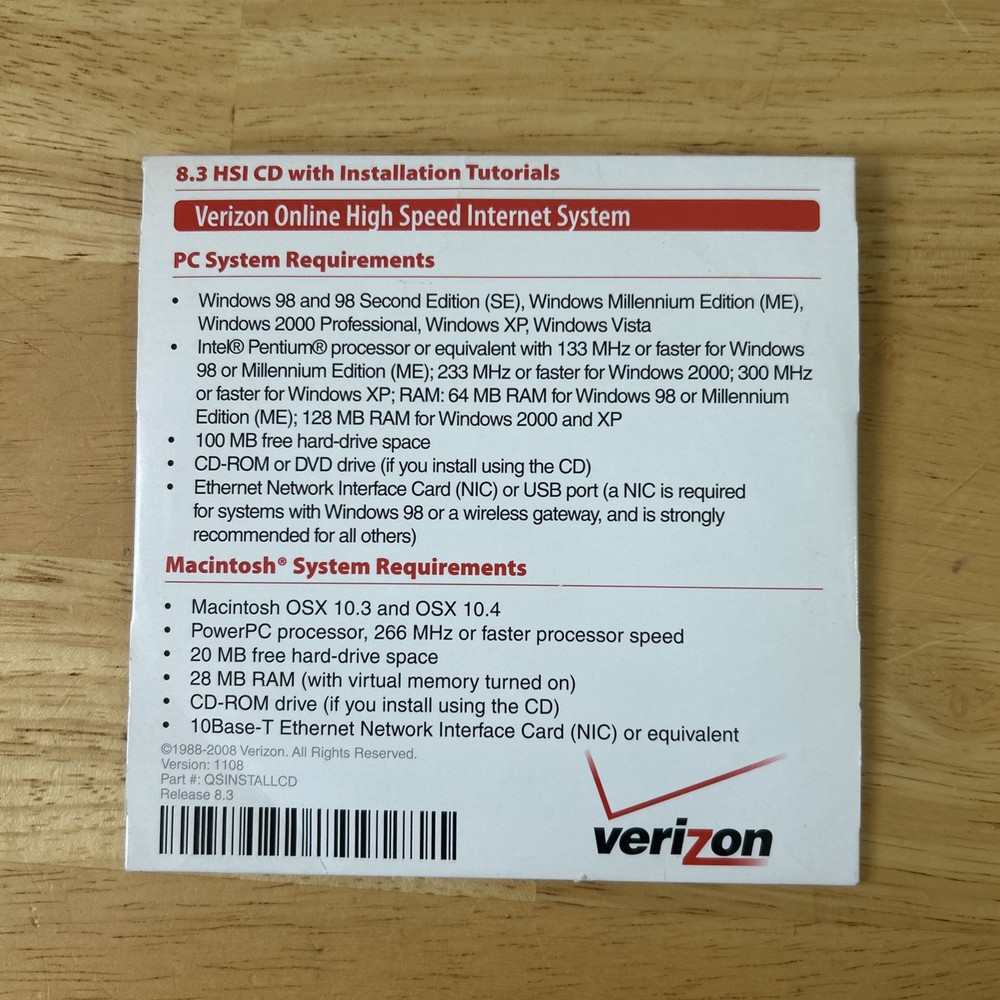 8.3 HSI CD with Installation Tutorials
Verizon Online High Speed Internet System
PC System Requirements
• Windows 98 and 98 Second Edition (SE), Windows Millennium Edition (ME),
Windows 2000 Professional, Windows XP, Windows Vista
• Intel® Pentium® processor or equivalent with 133 MHz or faster for Windows
98 or Millennium Edition (ME); 233 MHz or faster for Windows 2000; 300 MHz
or faster for Windows XP; RAM: 64 MB RAM for Windows 98 or Millennium
Edition (ME); 128 MB RAM for Windows 2000 and XP
• 100 MB free hard-drive space
• CD-ROM or DVD drive (if you install using the CD)
• Ethernet Network Interface Card (NIC) or USB port (a NIC is required
for systems with Windows 98 or a wireless gateway, and is strongly
recommended for all others)
Macintosh® System Requirements
• Macintosh OSX 10.3 and OSX 10.4
• PowerPC processor, 266 MHz or faster processor speed
• 20 MB free hard-drive space
• 28 MB RAM (with virtual memory turned on)
• CD-ROM drive (if you install using the CD)
• 10Base-T Ethernet Network Interface Card (NIC) or equivalent
©1988-2008 Verizon. All Rights Reserved.
Version: 1108
Part #: QSINSTALLCD
Release 8.3
verizon